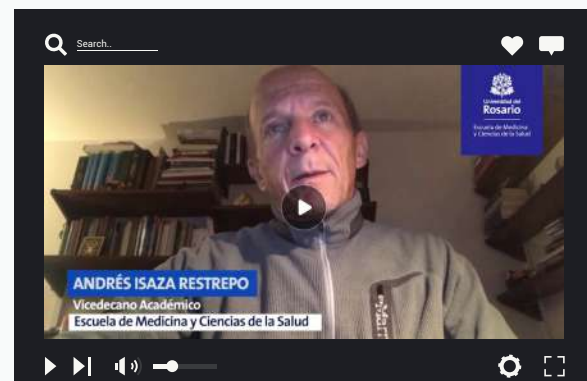 Search..
Universidad del
Rosario
Escuela de Medicina
y Ciencias de la Salud
ANDRÉS ISAZA RESTREPO
Vicedecano Académico
Escuela de Medicina y Ciencias de la Salud